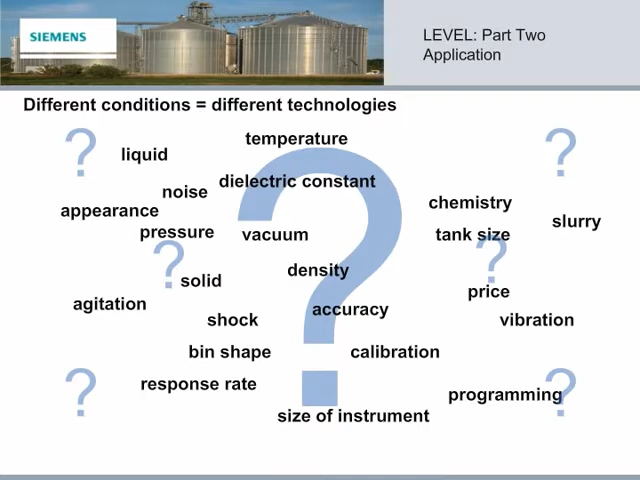 SIEMENS
LEVEL: Part Two
Application
Different conditions = different technologies
?
?
temperature
liquid
dielectric constant
noise
chemistry
appearance
slurry
pressure
vacuum
tank size
?
?
?
density
solid
price
agitation
accuracy
shock
vibration
bin shape
calibration
response rate
?
programming
?
size of instrument